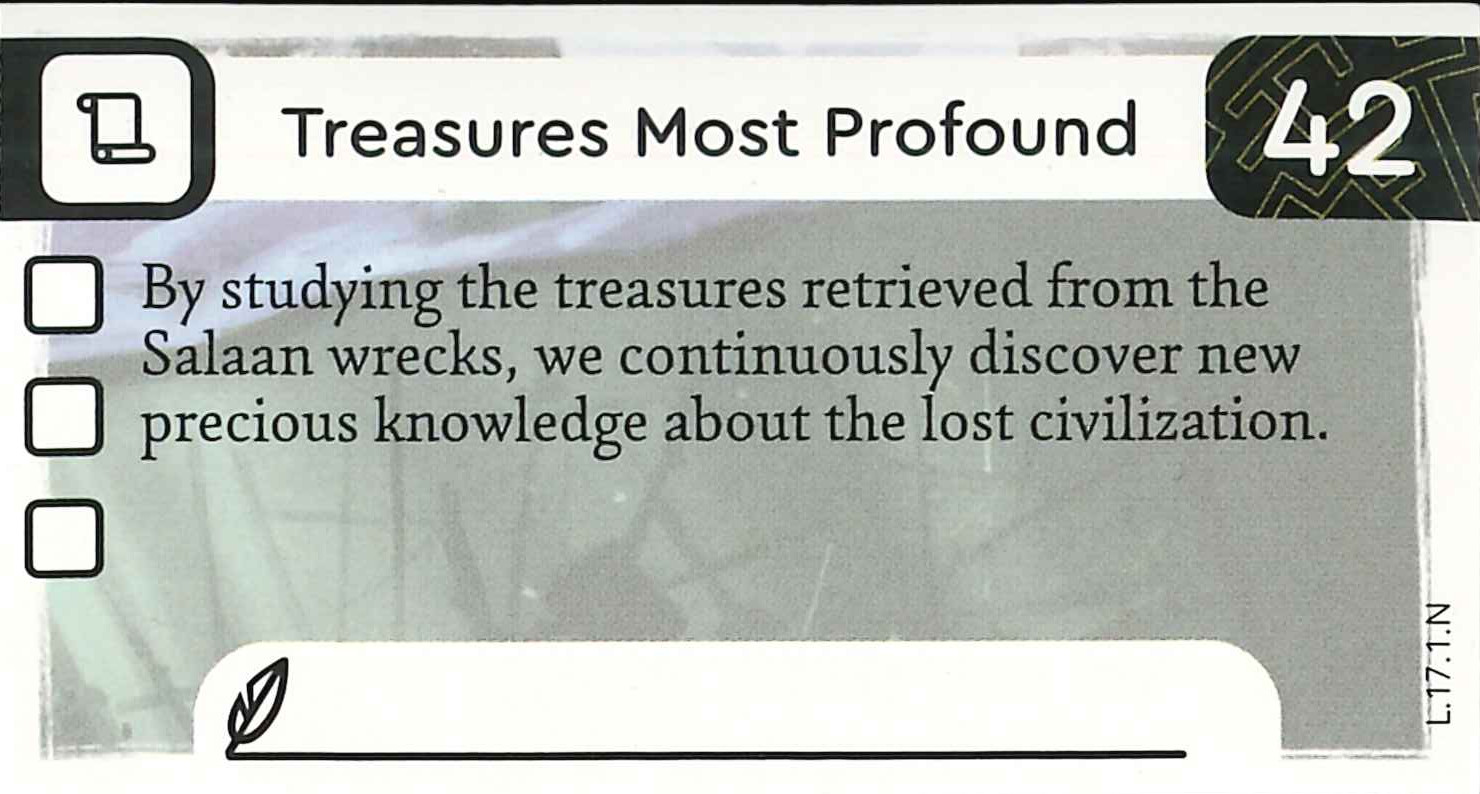 Treasures Most Profound
42
By studying the treasures retrieved from the
Salaan wrecks, we continuously discover new
precious knowledge about the lost civilization.
L.17.1.N